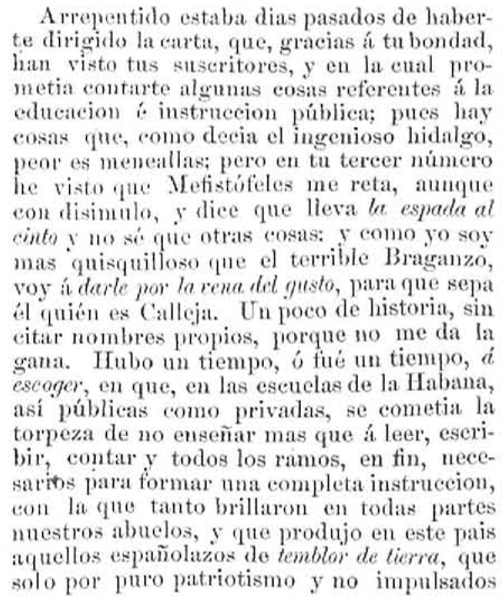 Arrepentido estaba dias pasados de haber-
te dirigido la carta, que, gracias á tu bondad,
han visto tus suscritores, y en la cual pro-
metia contarte algunas cosas referentes á la
educacion é instruccion pública; pues hay
cosas que, como decia el ingenioso hidalgo,
peor es meneallas; pero en tu tercer número
he visto que Mefistófeles me reta, aunque
con disimulo, y dice que lleva la espada al
cinto y no sé que otras cosas: y como yo soy
mas quisquilloso que el terrible Braganzo,
voy á darle por la vena del gusto, para que sepa
él quién es Calleja. Un poco de historia, sin
citar nombres propios, porque no me da la
gana. Hubo un tiempo, ó fué un tiempo, á
escoger, en que, en las escuelas de la Habana,
así públicas como privadas, se cometia la
torpeza de no enseñar mas que á leer, escri-
bir, contar y todos los ramos, en fin, nece-
sarios para formar una completa instruccion,
con la que tanto brillaron en todas partes
nuestros abuelos, y que produjo en este pais
aquellos españolazos de temblor de tierra, que
solo por puro patriotismo y no impulsados